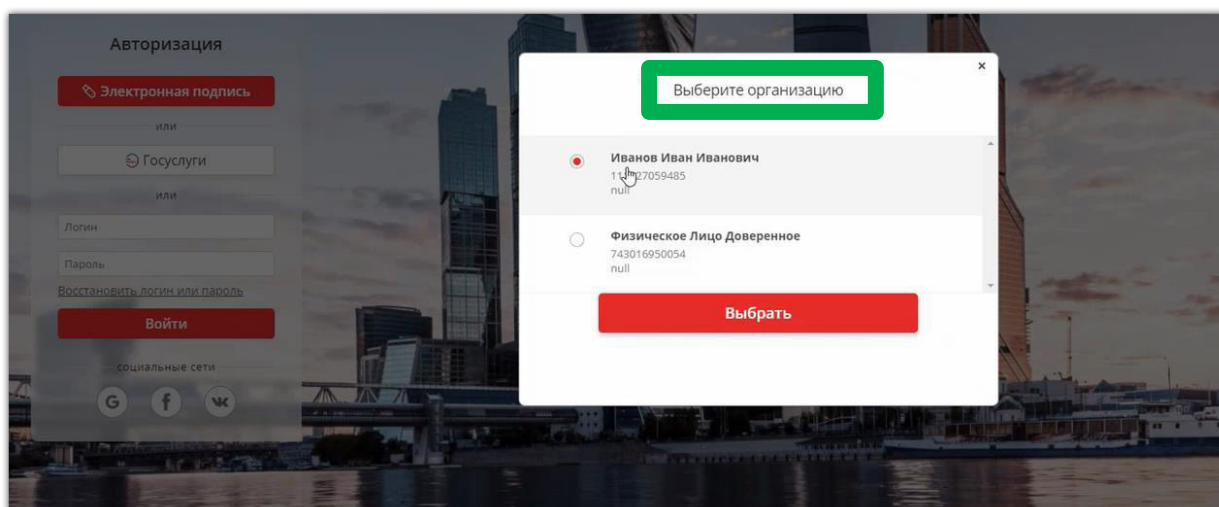 Авторизация
Электронная подпись
или
Госуслуги
или
Логин
Пароль
Восстановить логин или пароль
Войти
социальные сети
G f
Выберите организацию
×
Иванов Иван Иванович
null
Физическое Лицо Доверенное
743016950054
null
Выбрать